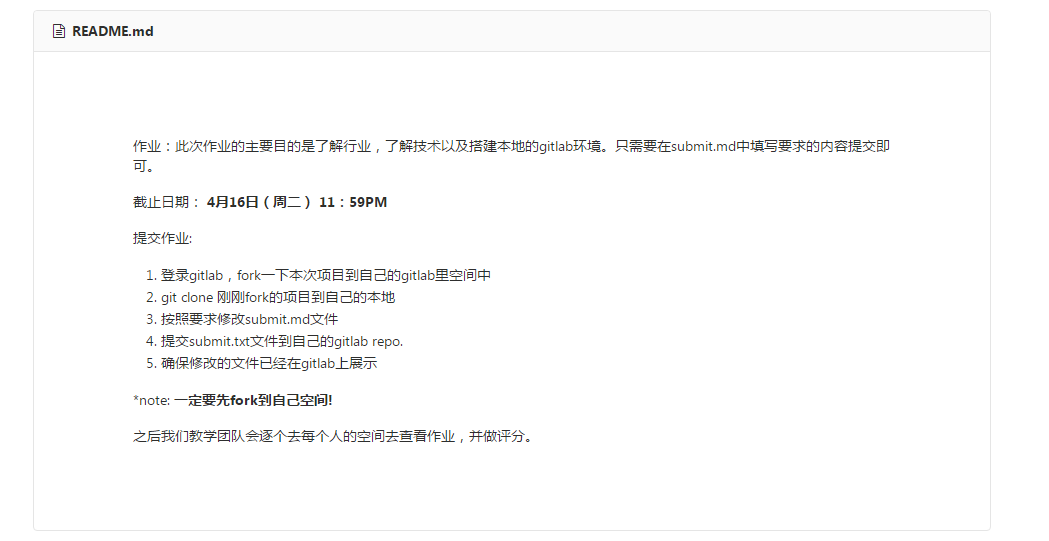 README.md
作业：此次作业的主要目的是了解行业，了解技术以及搭建本地的gitlab环境。只需要在submit.md中填写要求的内容提交即
可。
截止日期： 4月16日（周二） 11：59PM
提交作业:
1. 登录gitlab，fork一下本次项目到自己的gitlab里空间中
2. git clone 刚刚fork的项目到自己的本地
3. 按照要求修改submit.md文件
4. 提交submit.txt文件到自己的gitlab repo.
5. 确保修改的文件已经在gitlab上展示
*note: 一定要先fork到自己空间!
之后我们教学团队会逐个去每个人的空间去查看作业，并做评分。